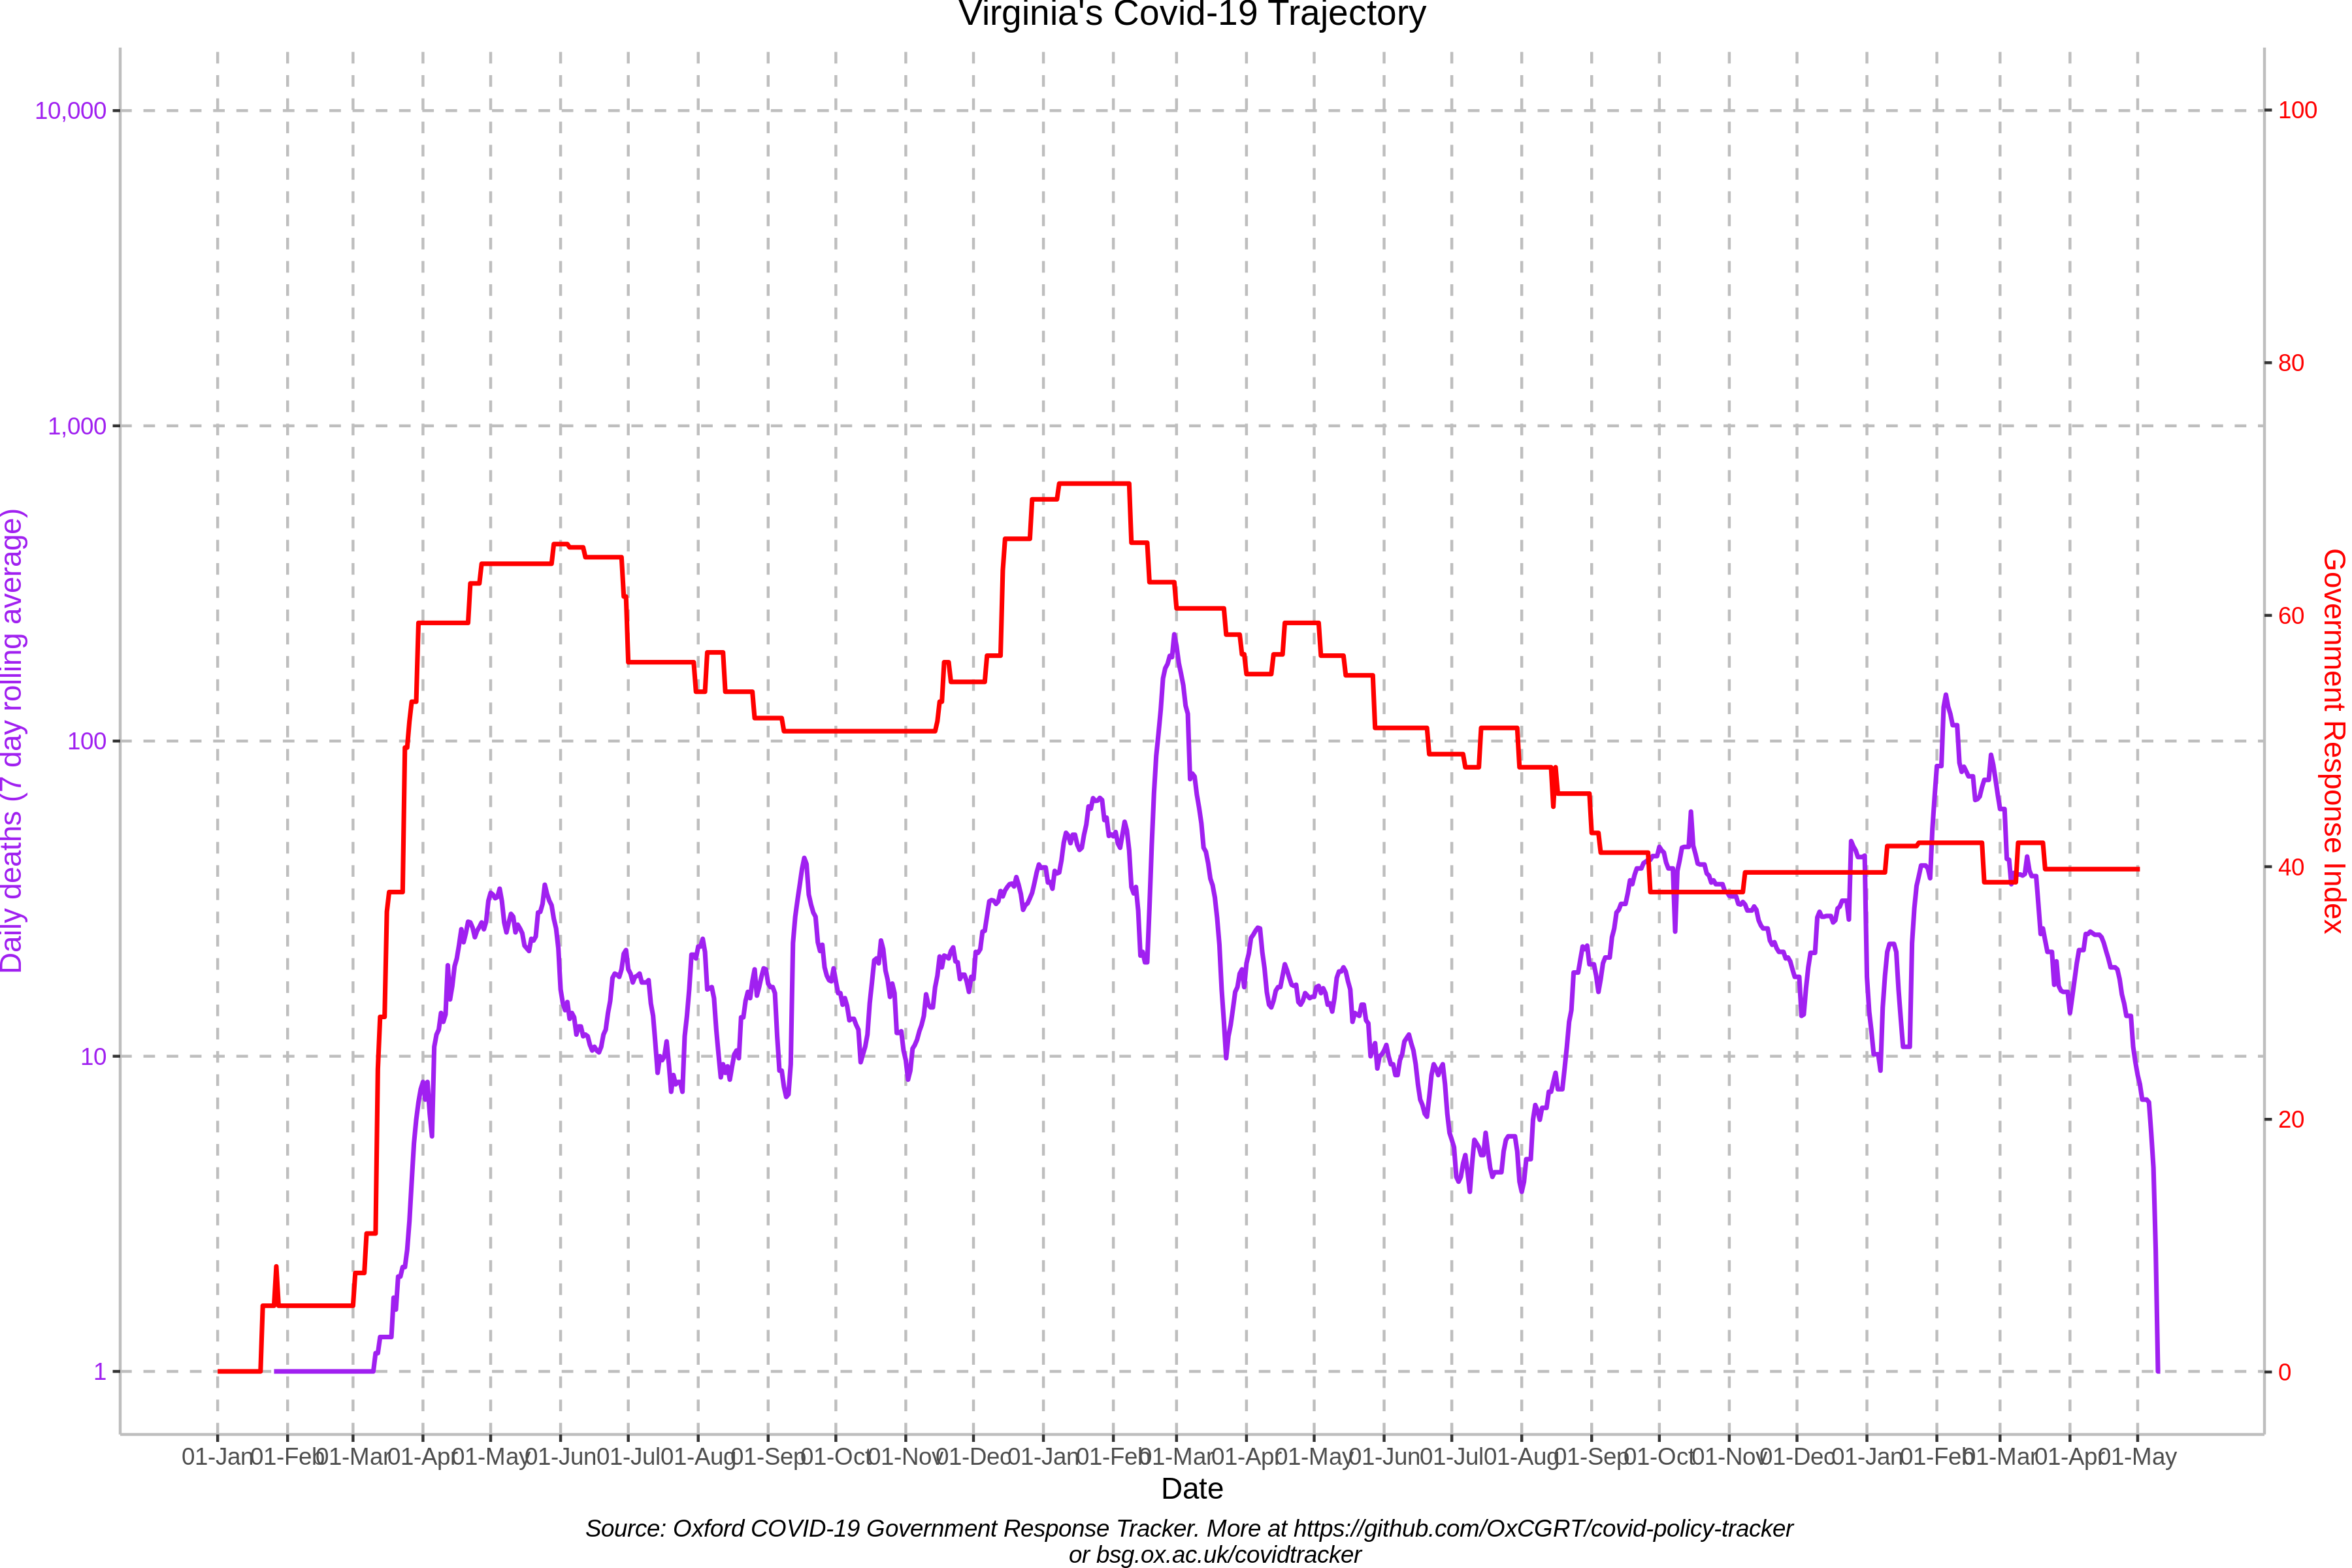 Virginia's Covid-19 Trajectory
10,000
1,000
100
10
1
Daily deaths (7 day rolling average)
100
80
60
40
20
0
Government Response Index
01-Jan
01-Feb
01-Mar
01-Apr
01-May
01-Jun
01-Jul
01-Aug
01-Sep
01-Oct
01-Nov
01-Dec
01-Jan
01-Feb
01-Mar
01-Apr
01-May
01-Jun
01-Jul
01-Aug
01-Sep
01-Oct
01-Nov
01-Dec
01-Jan
01-Feb
01-Mar
01-Apr
01-May
Date
Source: Oxford COVID-19 Government Response Tracker. More at https://github.com/OxCGRT/covid-policy-tracker
or bsg.ox.ac.uk/covidtracker